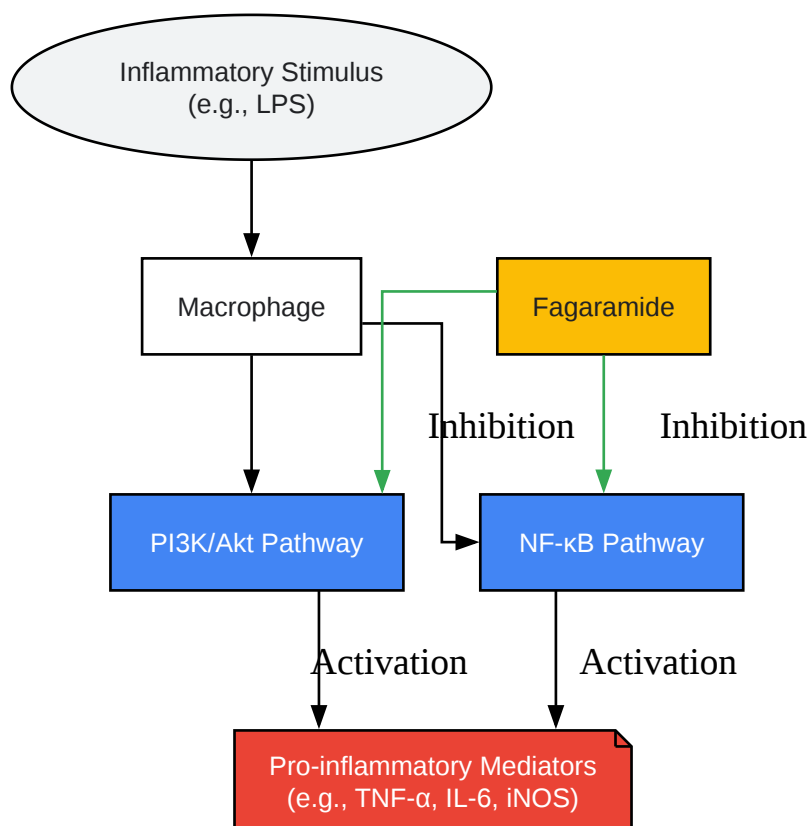 Inflammatory Stimulus
(e.g., LPS)
Macrophage
Fagaramide
Inhibition
Inhibition
PI3K/Akt Pathway
NF-κB Pathway
Activation
Activation
Pro-inflammatory Mediators
(e.g., TNF-α, IL-6, iNOS)